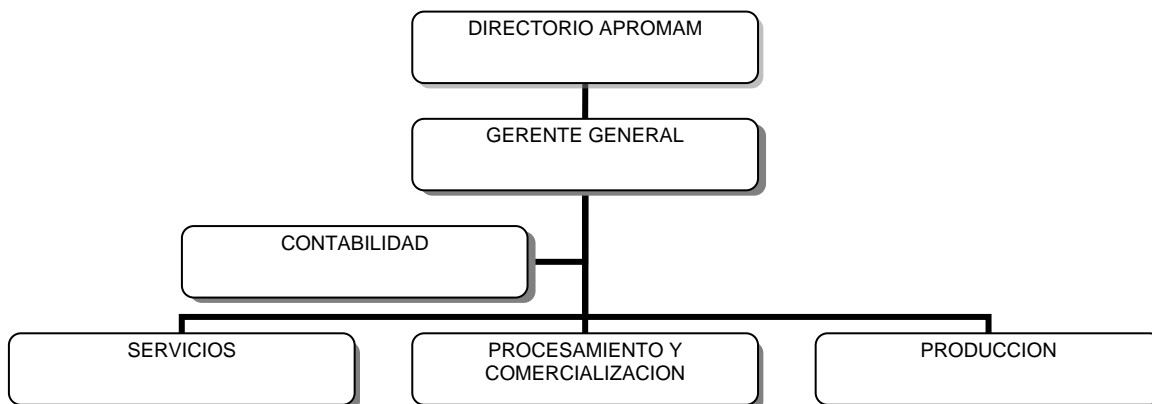 DIRECTORIO APROMAM
GERENTE GENERAL
CONTABILIDAD
SERVICIOS
PROCESAMIENTO Y
COMERCIALIZACION
PRODUCCION